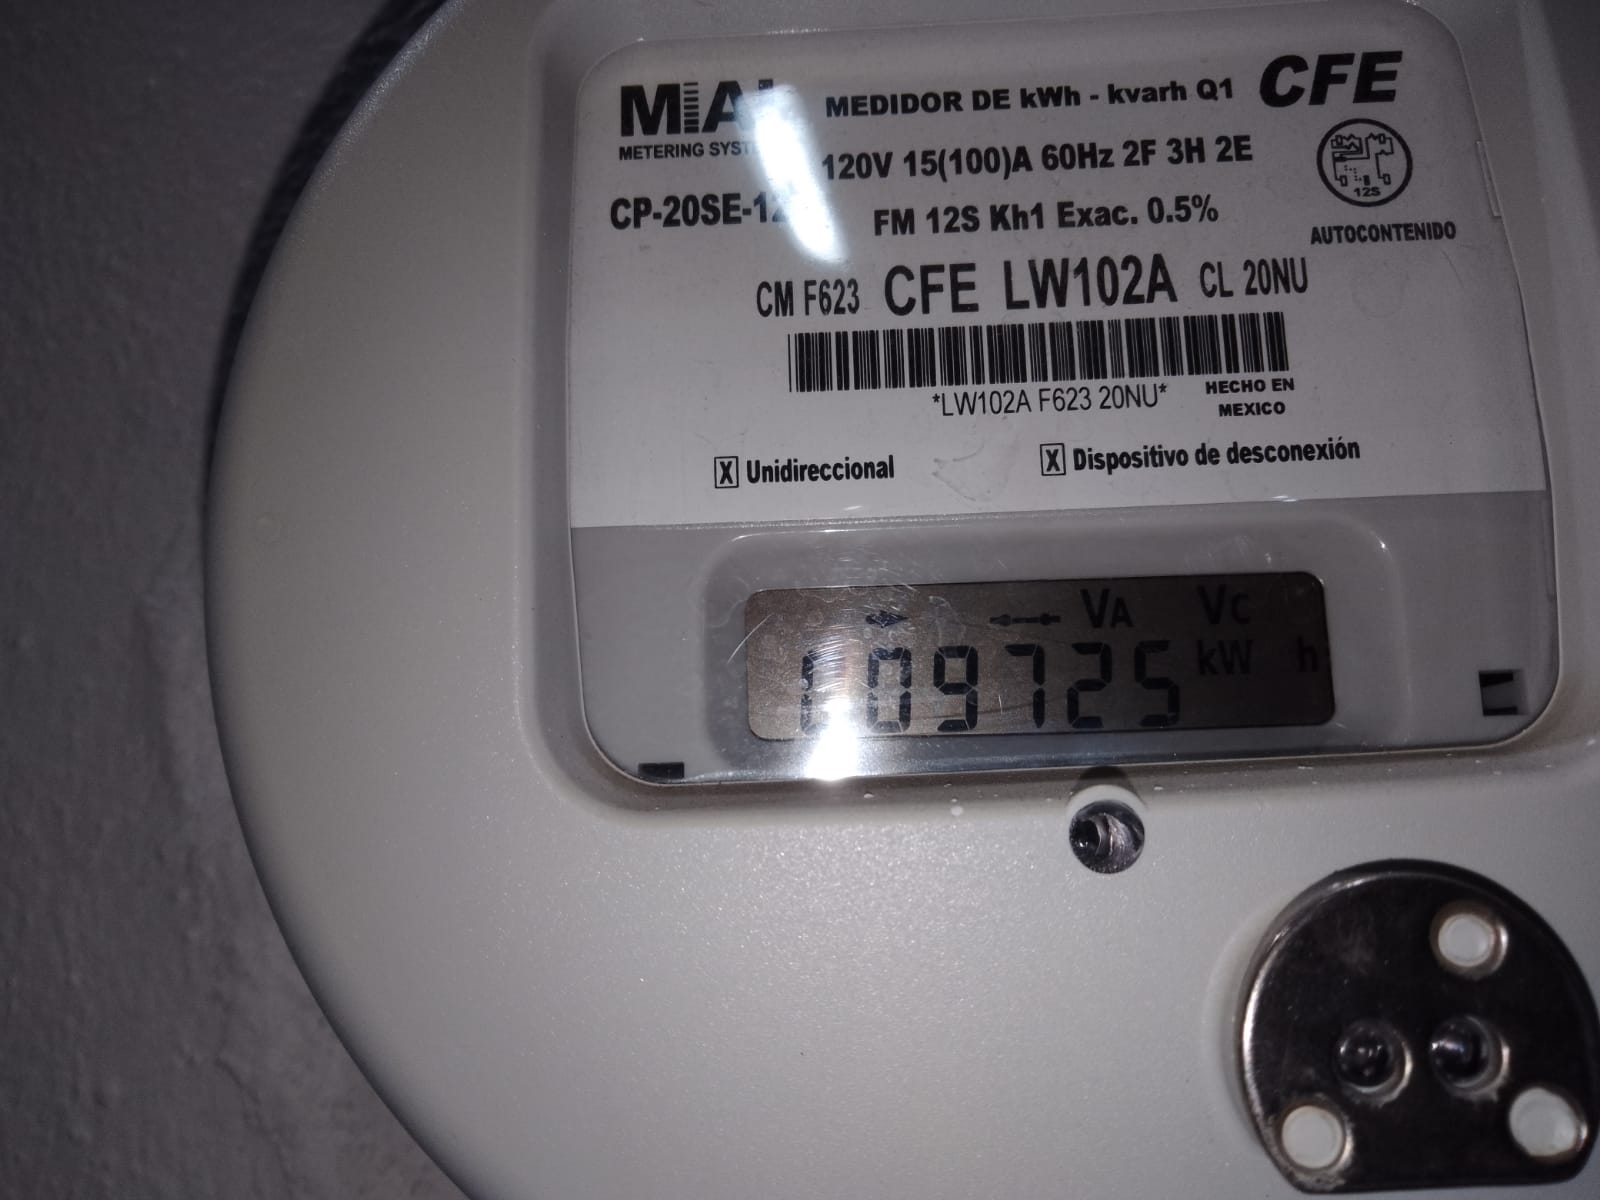 MEDIDOR DE kWh - kvarh Q1 CFE
METERING
120V 15(100)A 60Hz 2F 3H 2E
12S
FM 12S Kh1 Exac. 0.5%
AUTOCONTENIDO
CM F623 CFE LW102A CL 20NU
*LW102A F623 20NU*
HECHO EN
MEXICO
X Unidireccional
X Dispositivo de desconexión
VA VC
109725 kW h